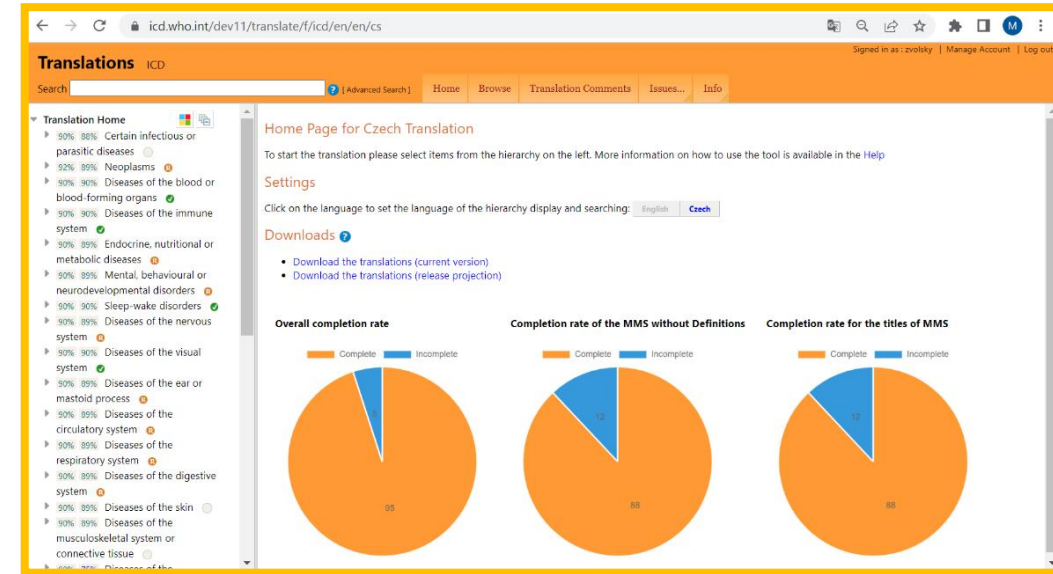 icd.who.int/dev11/translate/f/icd/en/en/cs
M
Signed in as : zvolsky | Manage Account | Log out
Translations ICD
Search
? [ Advanced Search ]
Home Browse Translation Comments Issues... Info
Translation Home
90% 88% Certain infectious or
parasitic diseases
92% 89% Neoplasms R
90% 90% Diseases of the blood or
blood-forming organs
90% 90% Diseases of the immune
system
90% 89% Endocrine, nutritional or
metabolic diseases R
90% 89% Mental, behavioural or
neurodevelopmental disorders R
90% 90% Sleep-wake disorders
90% 89% Diseases of the nervous
system R
90% 90% Diseases of the visual
system
90% 89% Diseases of the ear or
mastoid process R
90% 89% Diseases of the
circulatory system R
90% 89% Diseases of the
respiratory system R
90% 89% Diseases of the digestive
system R
90% 89% Diseases of the skin
90% 89% Diseases of the
musculoskeletal system or
connective tissue
Home Page for Czech Translation
To start the translation please select items from the hierarchy on the left. More information on how to use the tool is available in the Help
Settings
Click on the language to set the language of the hierarchy display and searching: English Czech
Downloads ?
Download the translations (current version)
Download the translations (release projection)
Overall completion rate
Complete Incomplete
5
95
Completion rate of the MMS without Definitions
Complete Incomplete
12
88
Completion rate for the titles of MMS
Complete Incomplete
12
88